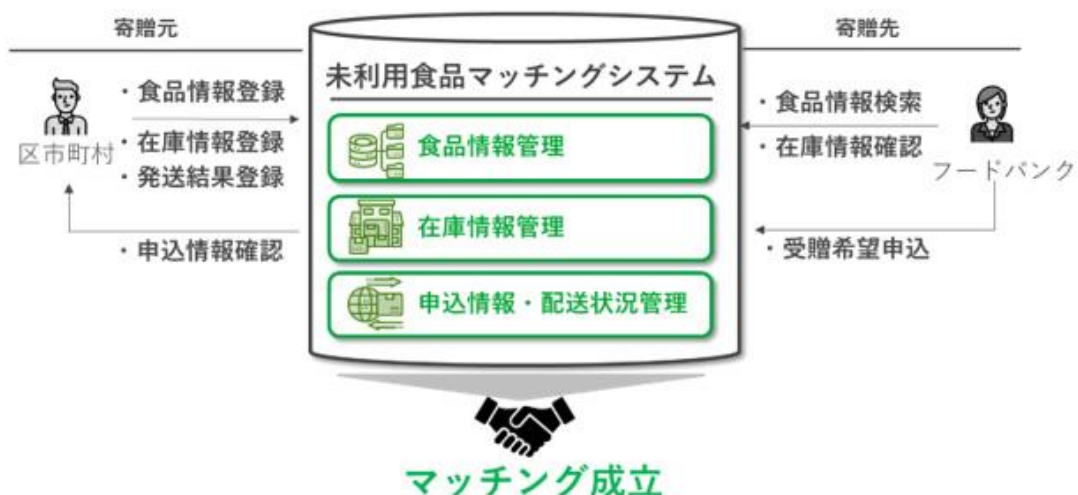 寄贈元
区市町村
・食品情報登録
・在庫情報登録
・発送結果登録
・申込情報確認
未利用食品マッチングシステム
食品情報管理
在庫情報管理
申込情報・配送状況管理
寄贈先
・食品情報検索
・在庫情報確認
フードバンク
・受贈希望申込
マッチング成立